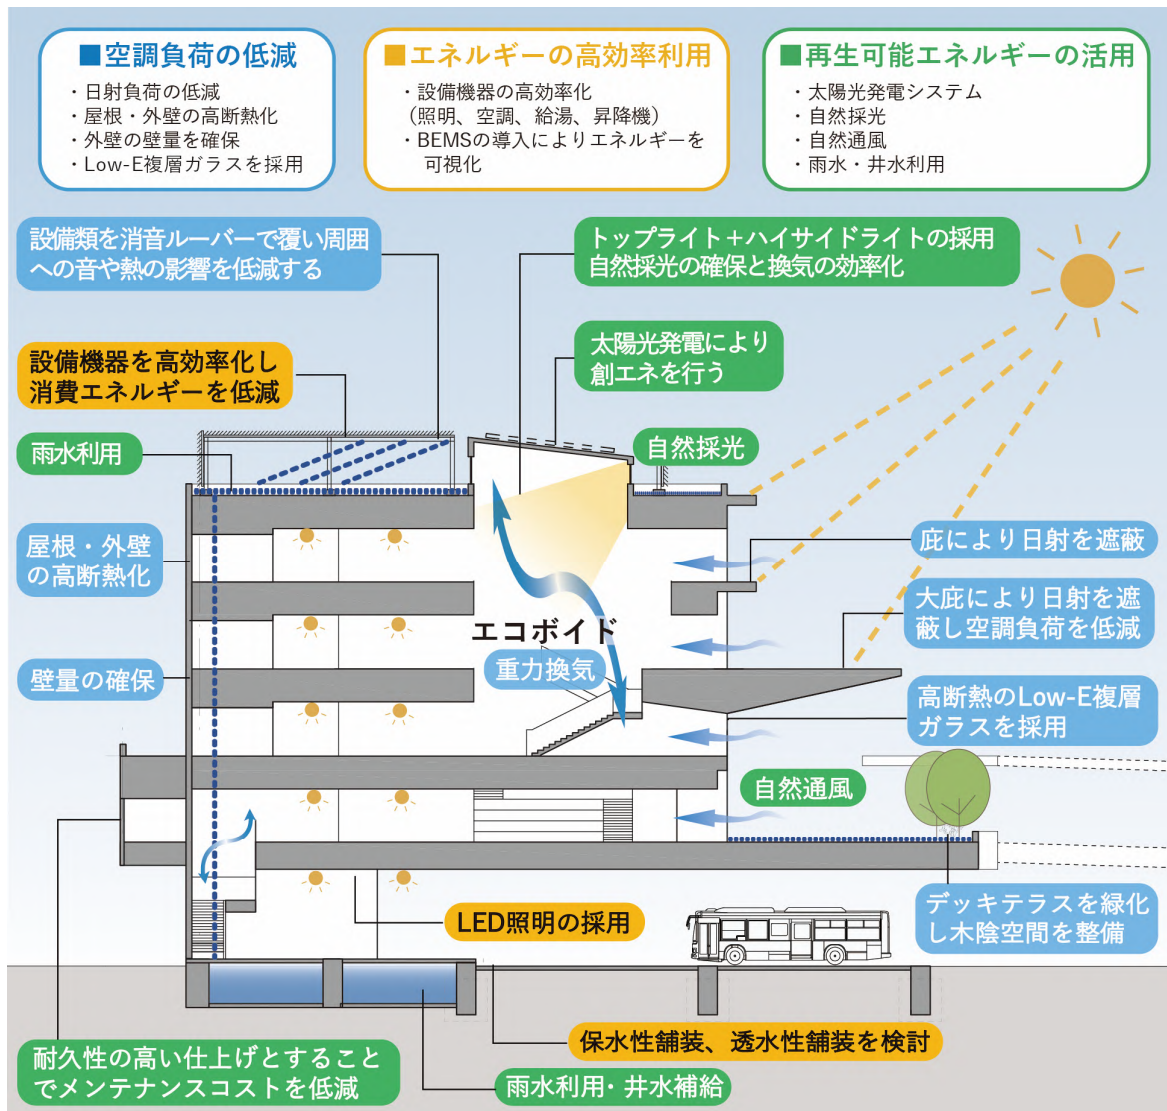 ■空調負荷の低減
・日射負荷の低減
・屋根・外壁の高断熱化
・外壁の壁量を確保
・Low-E複層ガラスを採用
■エネルギーの高効率利用
・設備機器の高効率化
（照明、空調、給湯、昇降機）
・BEMSの導入によりエネルギーを
可視化
■再生可能エネルギーの活用
・太陽光発電システム
・自然採光
・自然通風
・雨水・井水利用
設備類を消音ルーバーで覆い周囲
への音や熱の影響を低減する
トップライト＋ハイサイドライトの採用
自然採光の確保と換気の効率化
設備機器を高効率化し
消費エネルギーを低減
太陽光発電により
創エネを行う
雨水利用
自然採光
屋根・外壁
の高断熱化
庇により日射を遮蔽
大庇により日射を遮
蔽し空調負荷を低減
エコボイド
重力換気
壁量の確保
高断熱のLow-E複層
ガラスを採用
自然通風
LED照明の採用
デッキテラスを緑化
し木陰空間を整備
保水性舗装、透水性舗装を検討
耐久性の高い仕上げとすること
でメンテナンスコストを低減
雨水利用・井水補給